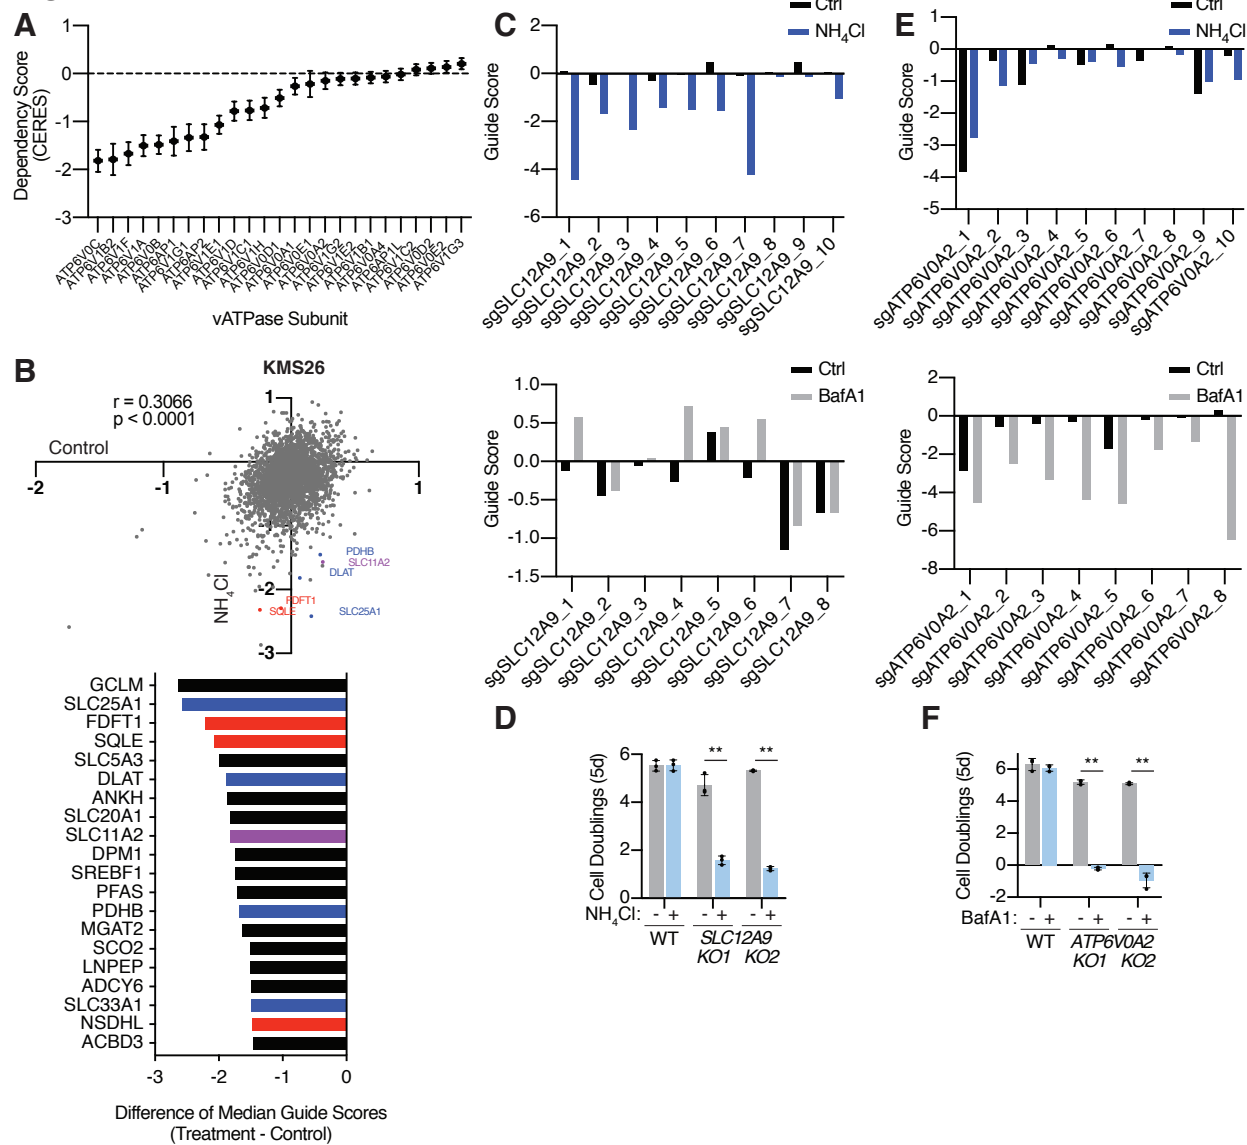 A
1
0
-1
-2
-3
Dependency Score
(CERES)
ATP6V0C
ATP6V1B2
ATP6V1F
ATP6V1A
ATP6V0B
ATP6AP1
ATP6V1G1
ATP6AP2
ATP6V1E1
ATP6V1D
ATP6V1C1
ATP6V1H
ATP6V0D1
ATP6V0A1
ATP6V0E1
ATP6V0A2
ATP6V1G2
ATP6V1E2
ATP6V1B1
ATP6V0A4
ATP6AP1L
ATP6V1C2
ATP6V0D2
ATP6V0E2
ATP6V1G3
vATPase Subunit
B
KMS26
r = 0.3066
p < 0.0001
Control
NH4Cl
1
-2
-1
1
-1
-2
-3
PDHB
SLC11A2
DLAT
FDFT1
SQLE
SLC25A1
GCLM
SLC25A1
FDFT1
SQLE
SLC5A3
DLAT
ANKH
SLC20A1
SLC11A2
DPM1
SREBF1
PFAS
PDHB
MGAT2
SCO2
LNPEP
ADCY6
SLC33A1
NSDHL
ACBD3
-3
-2
-1
0
Difference of Median Guide Scores
(Treatment - Control)
C
Ctrl
NH4Cl
2
0
-2
-4
-6
Guide Score
sgSLC12A9_1
sgSLC12A9_2
sgSLC12A9_3
sgSLC12A9_4
sgSLC12A9_5
sgSLC12A9_6
sgSLC12A9_7
sgSLC12A9_8
sgSLC12A9_9
sgSLC12A9_10
Ctrl
BafA1
1.0
0.5
0.0
-0.5
-1.0
-1.5
Guide Score
sgSLC12A9_1
sgSLC12A9_2
sgSLC12A9_3
sgSLC12A9_4
sgSLC12A9_5
sgSLC12A9_6
sgSLC12A9_7
sgSLC12A9_8
D
6
4
2
0
Cell Doublings (5d)
**
**
NH4Cl: - + - + - +
WT SLC12A9
KO1 KO2
E
Ctrl
NH4Cl
1
0
-1
-2
-3
-4
-5
Guide Score
sgATP6V0A2_1
sgATP6V0A2_2
sgATP6V0A2_3
sgATP6V0A2_4
sgATP6V0A2_5
sgATP6V0A2_6
sgATP6V0A2_7
sgATP6V0A2_8
sgATP6V0A2_9
sgATP6V0A2_10
Ctrl
BafA1
2
0
-2
-4
-6
-8
Guide Score
sgATP6V0A2_1
sgATP6V0A2_2
sgATP6V0A2_3
sgATP6V0A2_4
sgATP6V0A2_5
sgATP6V0A2_6
sgATP6V0A2_7
sgATP6V0A2_8
F
6
4
2
0
-2
Cell Doublings (5d)
**
**
BafA1: - + - + - +
WT ATP6V0A2
KO1 KO2